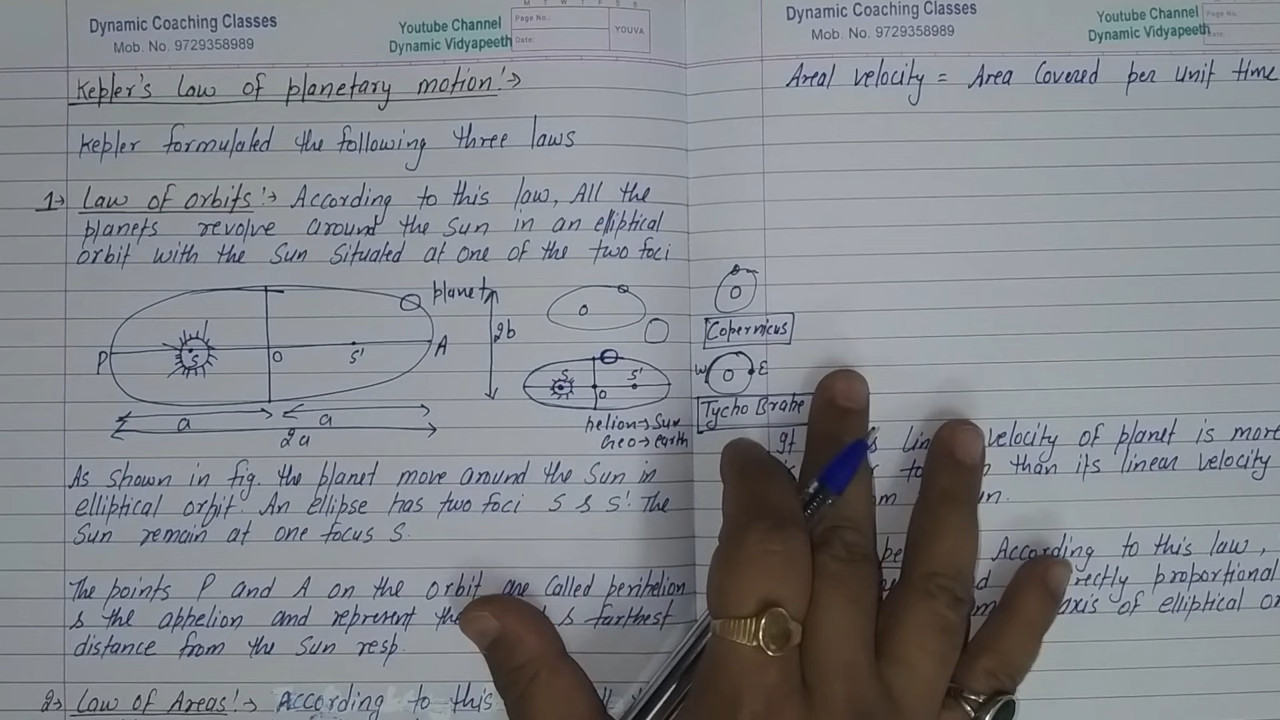 Dynamic Coaching Classes
Mob. No. 9729358989
Youtube Channel
Dynamic Vidyapeeth
Page No.:
Date:
YOUVA
Kepler's Law of planetary motion:→
Kepler formulated the following three laws
1→ Law of orbits:→ According to this law, All the
planets revolve around the Sun in an elliptical
orbit with the Sun Situated at one of the two foci
planet
P S O S' A
2b
a a
2a
S O S'
helion→Sun
Geo→earth
As shown in fig. the planet move around the Sun in
elliptical orbit. An ellipse has two foci S & S'. The
Sun remain at one focus S.
The points P and A on the orbit are called perihelion
& the aphelion and represent the & farthest
distance from the Sun resp.
2→ Law of Areas:→ According to this
Dynamic Coaching Classes
Mob. No. 9729358989
Youtube Channel
Dynamic Vidyapeeth
Page No.:
Date:
Areal velocity = Area Covered per unit time
Copernicus
W E
Tycho Brahe
velocity of planet is more
than its linear velocity
According to this law,
proportional
axis of elliptical